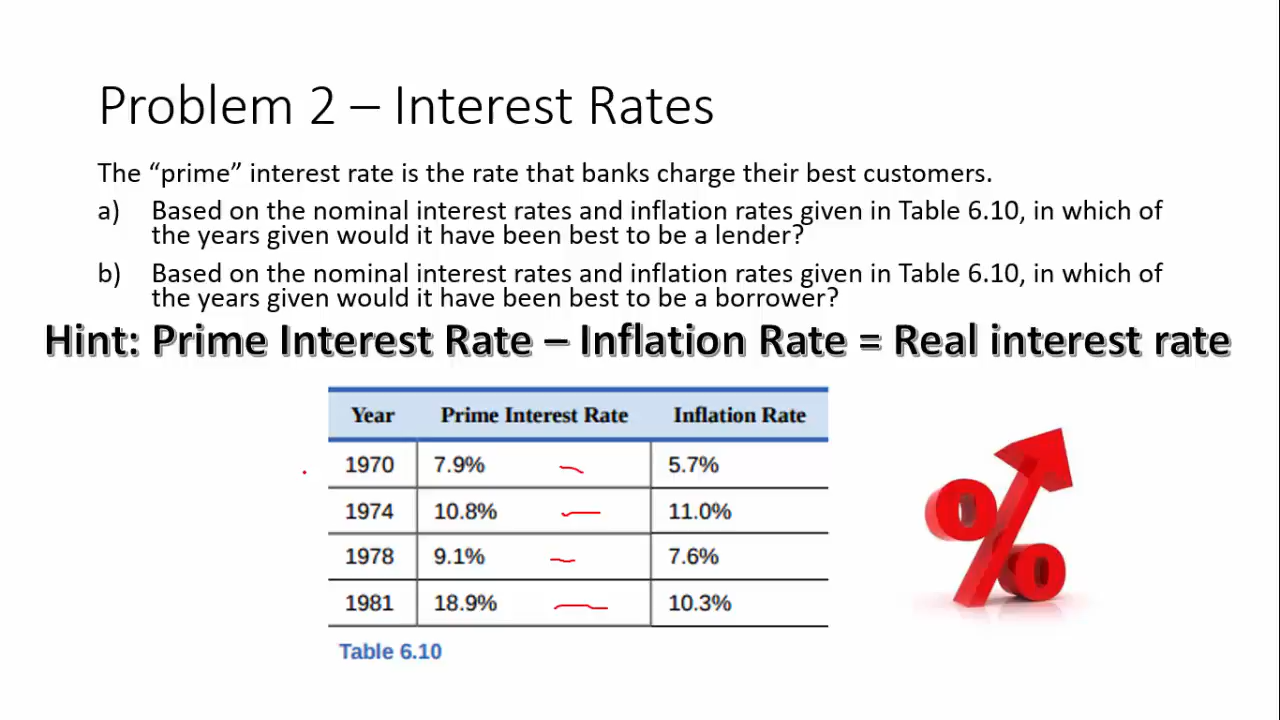 Problem 2 – Interest Rates
The “prime” interest rate is the rate that banks charge their best customers.
a) Based on the nominal interest rates and inflation rates given in Table 6.10, in which of
the years given would it have been best to be a lender?
b) Based on the nominal interest rates and inflation rates given in Table 6.10, in which of
the years given would it have been best to be a borrower?
Hint: Prime Interest Rate – Inflation Rate = Real interest rate
Year Prime Interest Rate Inflation Rate
1970 7.9% 5.7%
1974 10.8% 11.0%
1978 9.1% 7.6%
1981 18.9% 10.3%
Table 6.10
%